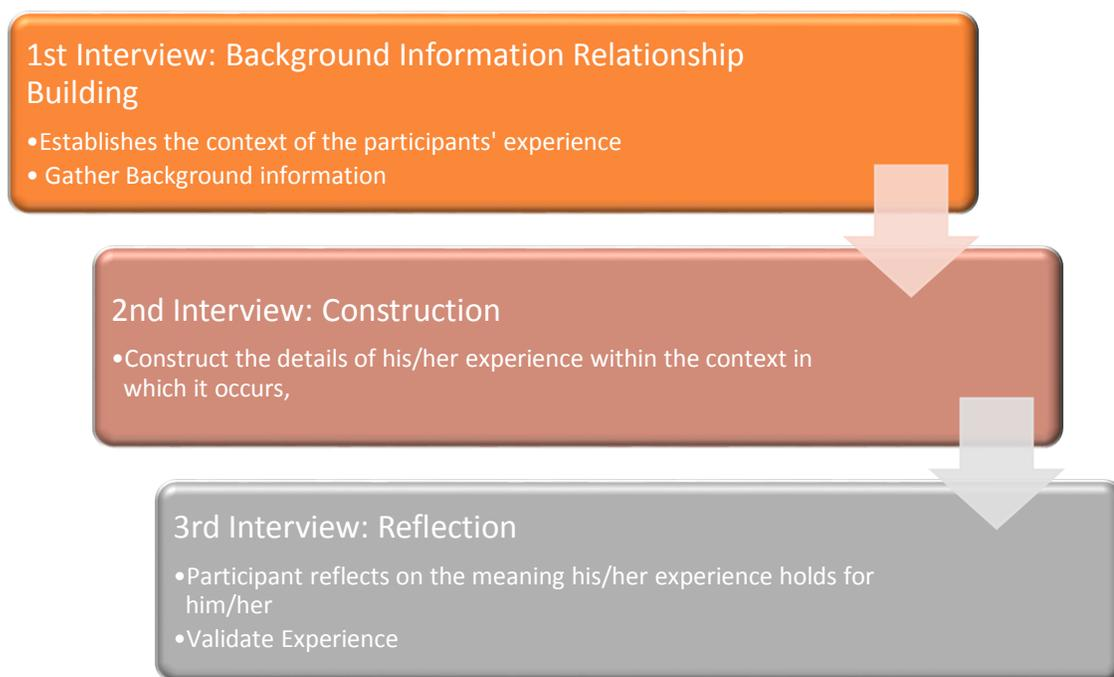 1st Interview: Background Information Relationship
Building
•Establishes the context of the participants' experience
• Gather Background information
2nd Interview: Construction
•Construct the details of his/her experience within the context in
which it occurs,
3rd Interview: Reflection
•Participant reflects on the meaning his/her experience holds for
him/her
•Validate Experience